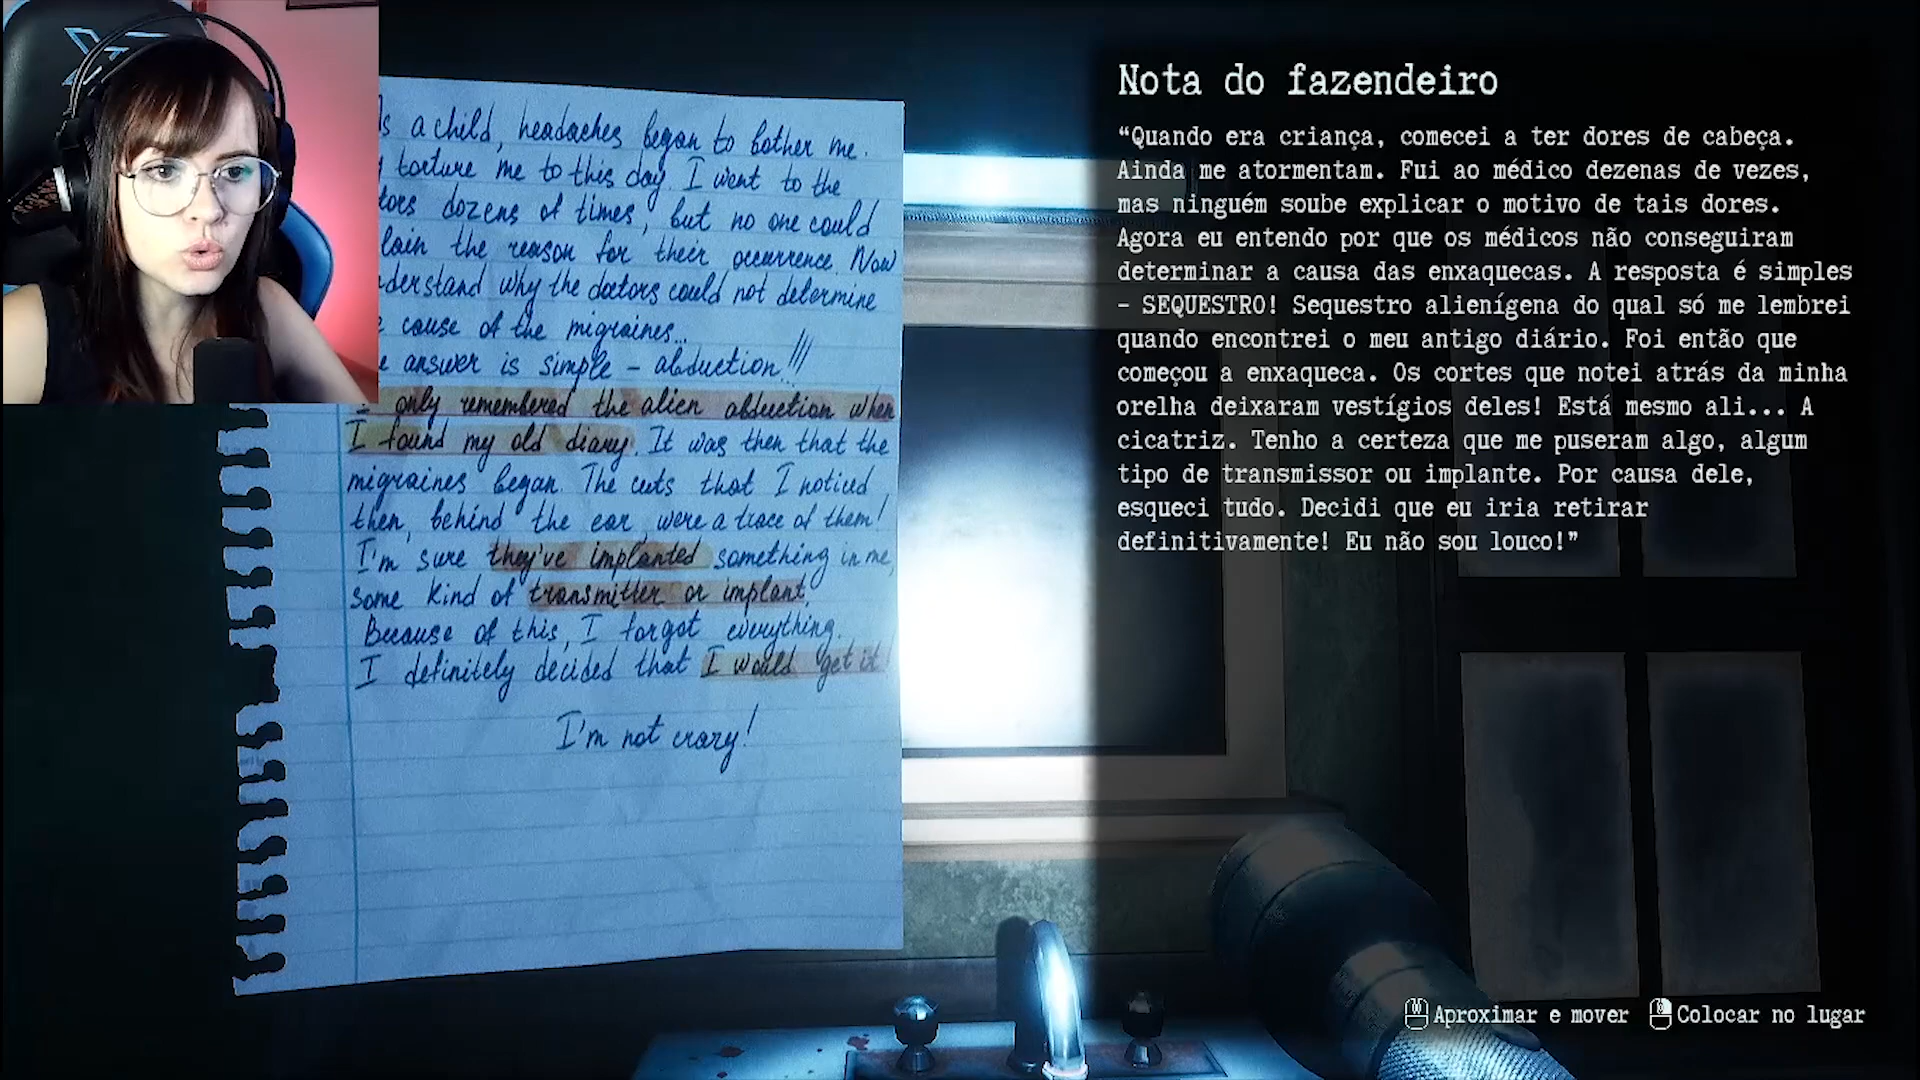 s a child, headaches began to bother me.
torture me to this day. I went to the
tors dozens of times, but no one could
lain the reason for their occurrence. Now
nderstand why the doctors could not determine
cause of the migraines...
answer is simple – abduction!!!
I only remembered the alien abduction when
I found my old diary. It was then that the
migraines began. The cuts that I noticed
then, behind the ear, were a trace of them!
I'm sure they've implanted something in me,
some kind of transmitter or implant.
Because of this, I forgot everything.
I definitely decided that I would get it!
I'm not crazy!
Nota do fazendeiro
“Quando era criança, comecei a ter dores de cabeça.
Ainda me atormentam. Fui ao médico dezenas de vezes,
mas ninguém soube explicar o motivo de tais dores.
Agora eu entendo por que os médicos não conseguiram
determinar a causa das enxaquecas. A resposta é simples
– SEQUESTRO! Sequestro alienígena do qual só me lembrei
quando encontrei o meu antigo diário. Foi então que
começou a enxaqueca. Os cortes que notei atrás da minha
orelha deixaram vestígios deles! Está mesmo ali... A
cicatriz. Tenho a certeza que me puseram algo, algum
tipo de transmissor ou implante. Por causa dele,
esqueci tudo. Decidi que eu iria retirar
definitivamente! Eu não sou louco!”
Aproximar e mover Colocar no lugar